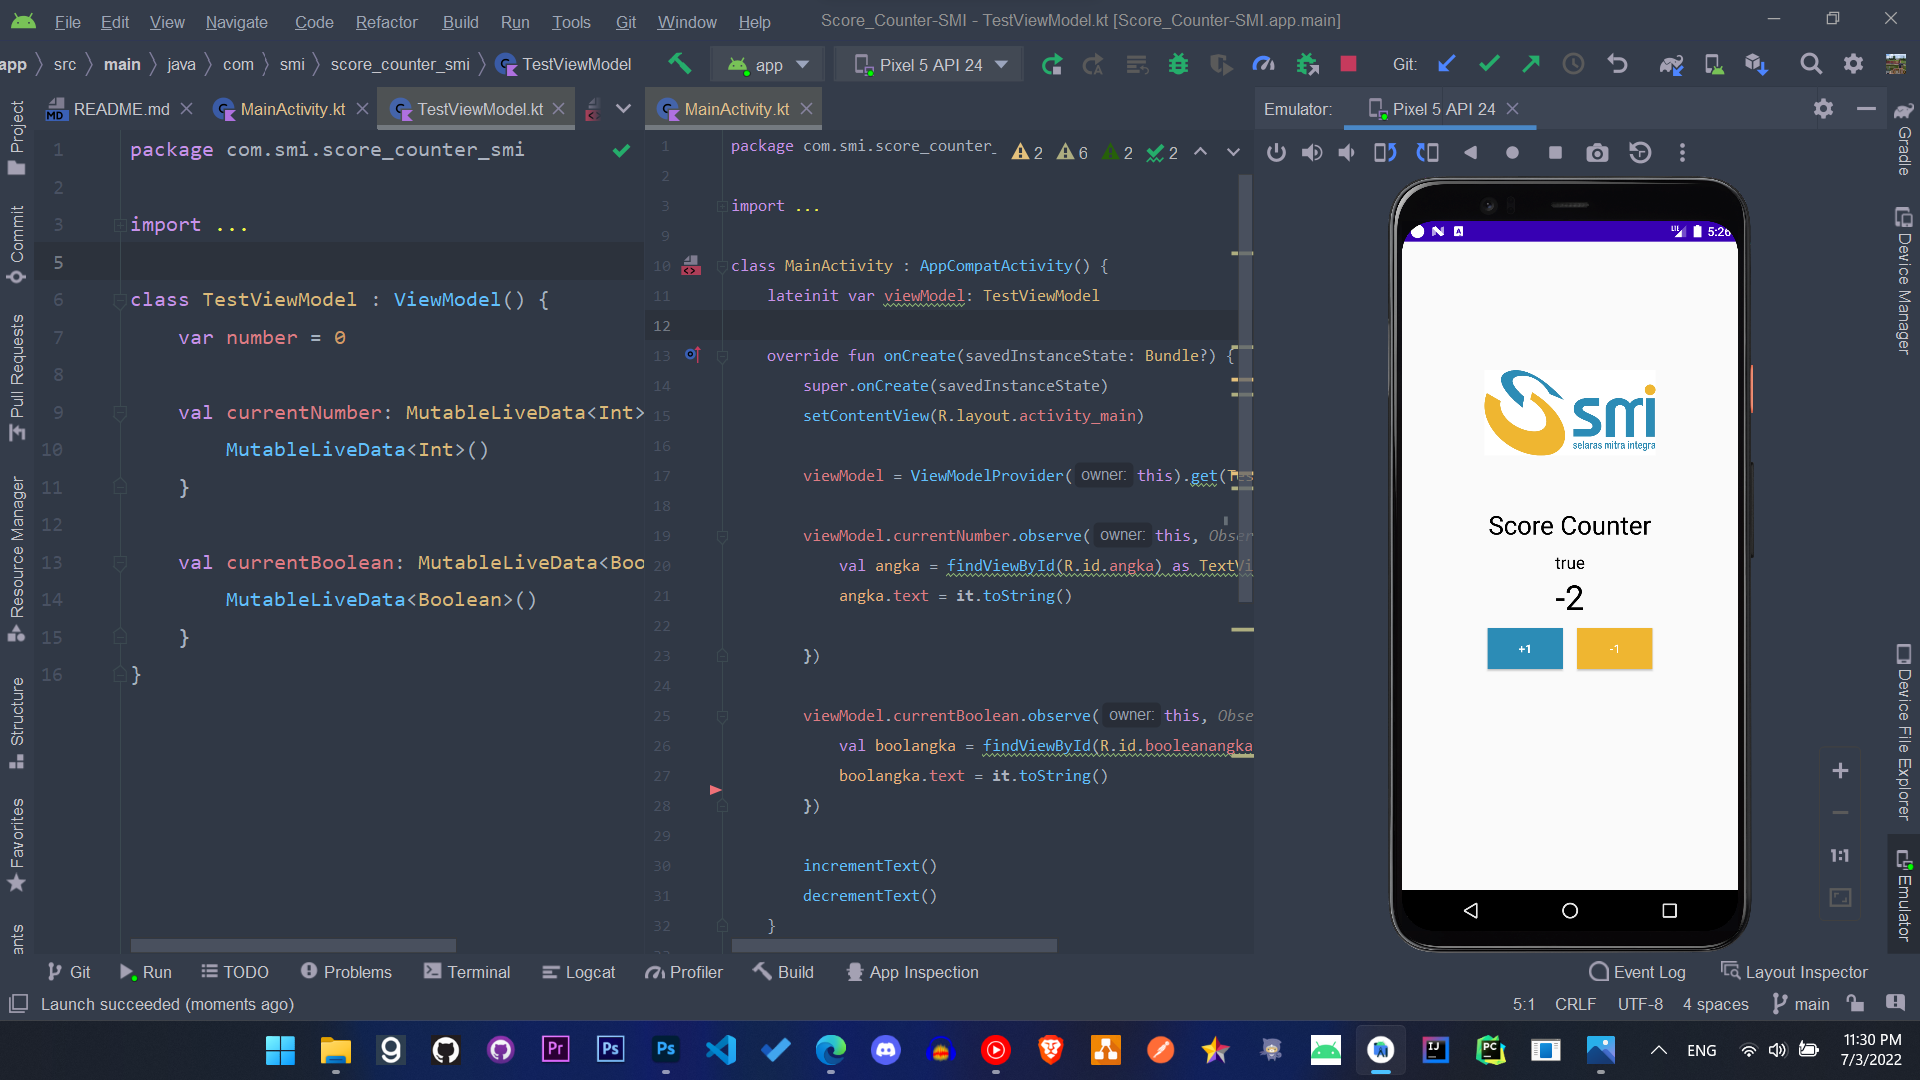 File Edit View Navigate Code Refactor Build Run Tools Git Window Help Score_Counter-SMI - TestViewModel.kt [Score_Counter-SMI.app.main]
app src main java com smi score_counter_smi TestViewModel app Pixel 5 API 24 Git:
README.md MainActivity.kt TestViewModel.kt
1 package com.smi.score_counter_smi
2
3 import ...
5
6 class TestViewModel : ViewModel() {
7 var number = 0
8
9 val currentNumber: MutableLiveData<Int>
10 MutableLiveData<Int>()
11 }
12
13 val currentBoolean: MutableLiveData<Boo
14 MutableLiveData<Boolean>()
15 }
16 }
MainActivity.kt
1 package com.smi.score_counter_ 2 6 2 2
2
3 import ...
9
10 class MainActivity : AppCompatActivity() {
11 lateinit var viewModel: TestViewModel
12
13 override fun onCreate(savedInstanceState: Bundle?) {
14 super.onCreate(savedInstanceState)
15 setContentView(R.layout.activity_main)
16
17 viewModel = ViewModelProvider( owner: this).get(Tes
18
19 viewModel.currentNumber.observe( owner: this, Obser
20 val angka = findViewById(R.id.angka) as TextVi
21 angka.text = it.toString()
22
23 })
24
25 viewModel.currentBoolean.observe( owner: this, Obse
26 val boolangka = findViewById(R.id.booleanangka
27 boolangka.text = it.toString()
28 })
29
30 incrementText()
31 decrementText()
32 }
Emulator: Pixel 5 API 24
LTE 5:26
smi
selaras mitra integra
Score Counter
true
-2
+1 -1
1:1
Project
Commit
Pull Requests
Resource Manager
Structure
Favorites
ants
Gradle
Device Manager
Device File Explorer
Emulator
Git Run TODO Problems Terminal Logcat Profiler Build App Inspection Event Log Layout Inspector
Launch succeeded (moments ago) 5:1 CRLF UTF-8 4 spaces main
Pr Ps Ps IJ PC ENG 11:30 PM
7/3/2022